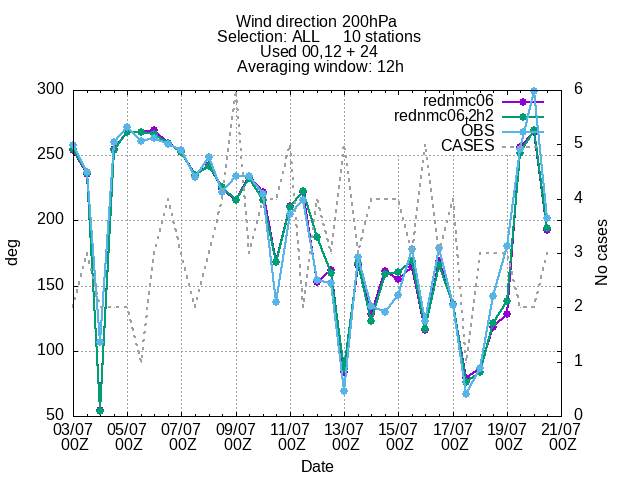 Wind direction 200hPa
Selection: ALL 10 stations
Used 00,12 + 24
Averaging window: 12h
rednmc06
rednmc06,2h2
OBS
CASES
300
250
200
150
100
50
deg
6
5
4
3
2
1
0
No cases
03/07 05/07 07/07 09/07 11/07 13/07 15/07 17/07 19/07 21/07
00Z 00Z 00Z 00Z 00Z 00Z 00Z 00Z 00Z 00Z
Date